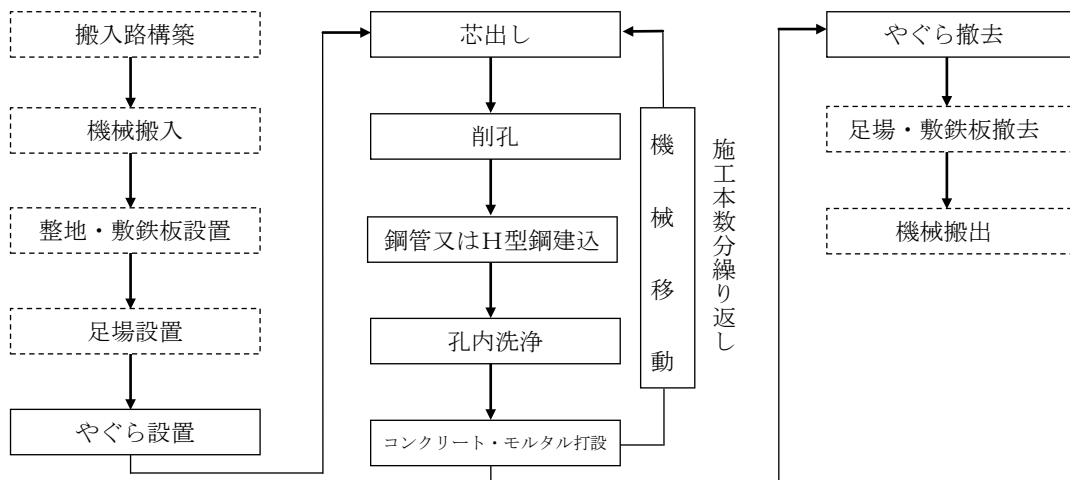 搬入路構築
機械搬入
整地・敷鉄板設置
足場設置
やぐら設置
芯出し
削孔
鋼管又はＨ型鋼建込
孔内洗浄
コンクリート・モルタル打設
機械移動
施工本数分繰り返し
やぐら撤去
足場・敷鉄板撤去
機械搬出